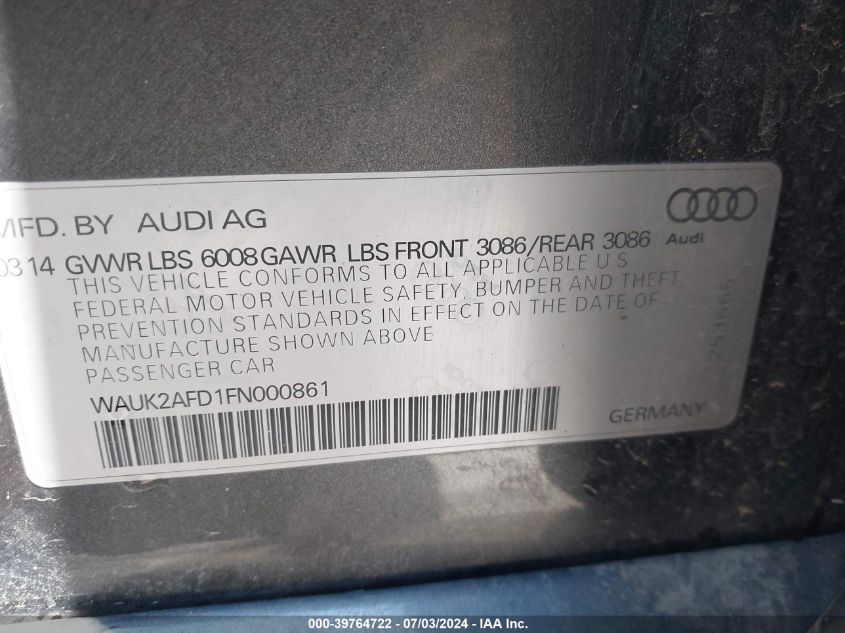 MFD. BY AUDI AG
Audi
03 14 GVWR LBS 6008 GAWR LBS FRONT 3086/REAR 3086
THIS VEHICLE CONFORMS TO ALL APPLICABLE U S
FEDERAL MOTOR VEHICLE SAFETY, BUMPER AND THEFT
PREVENTION STANDARDS IN EFFECT ON THE DATE OF
MANUFACTURE SHOWN ABOVE
PASSENGER CAR
WAUK2AFD1FN000861
GERMANY
000-39764722 - 07/03/2024 - IAA Inc.